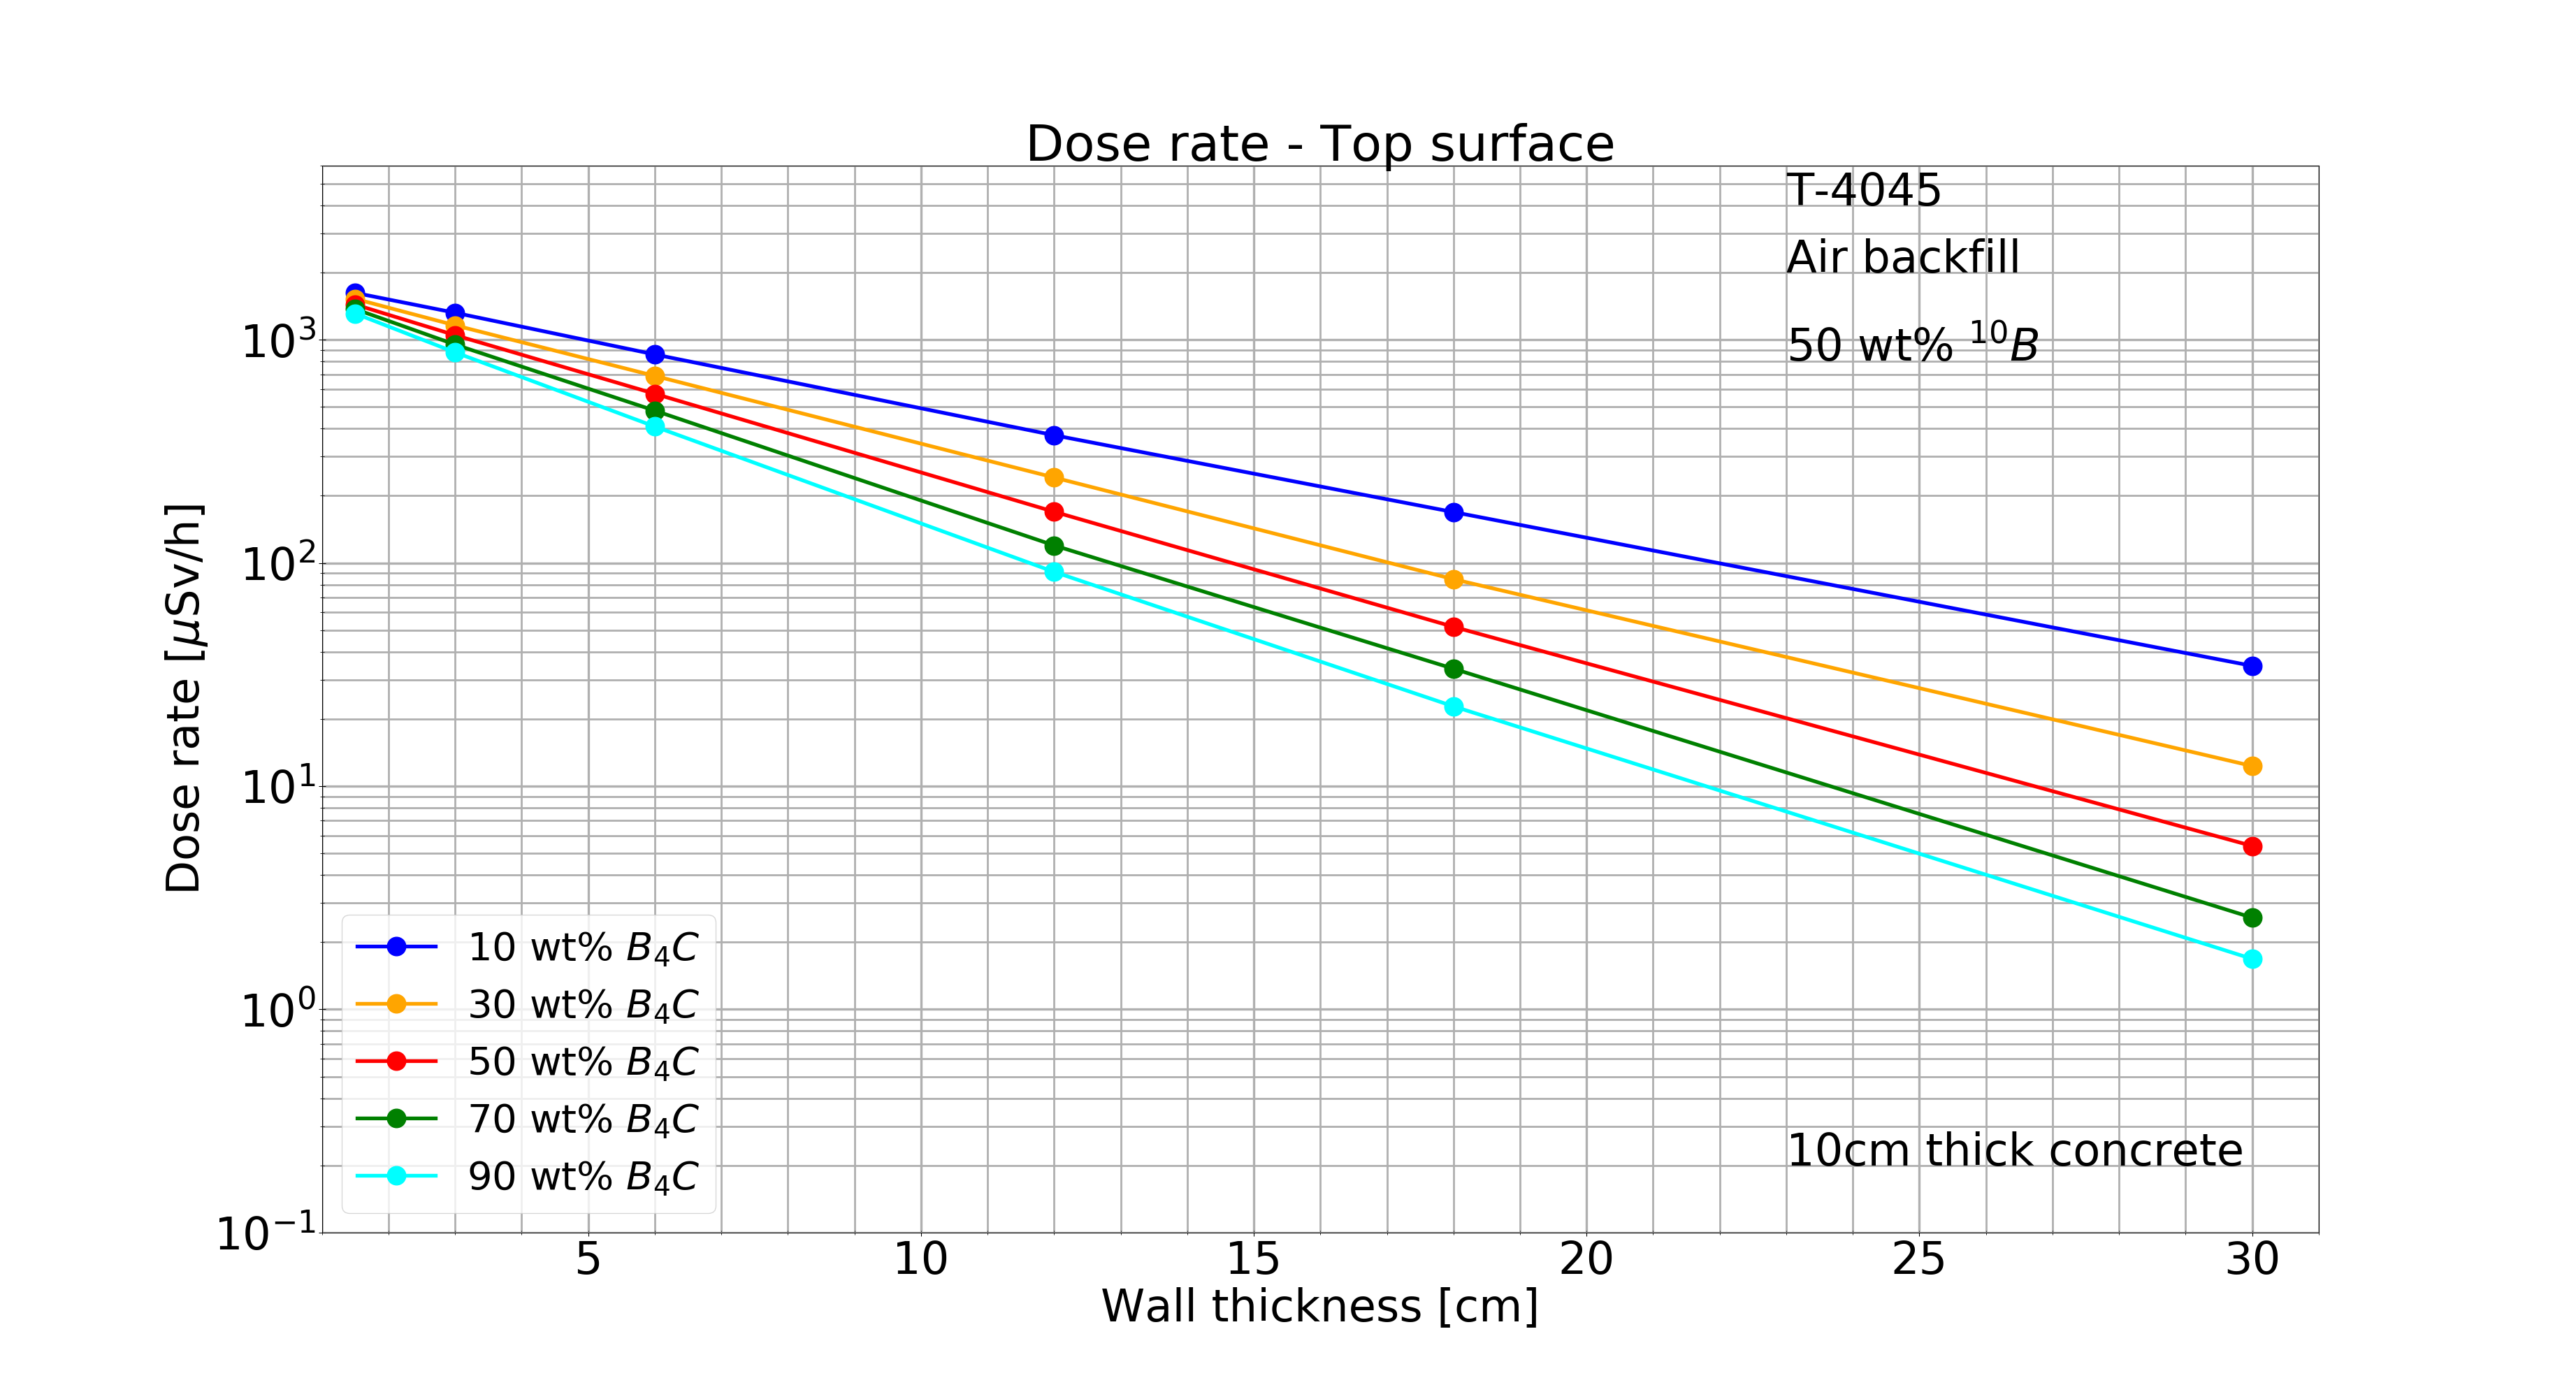 Dose rate - Top surface
T-4045
Air backfill
50 wt% ¹⁰B
Dose rate [μSv/h]
10³
10²
10¹
10⁰
10⁻¹
10 wt% B₄C
30 wt% B₄C
50 wt% B₄C
70 wt% B₄C
90 wt% B₄C
10cm thick concrete
5 10 15 20 25 30
Wall thickness [cm]